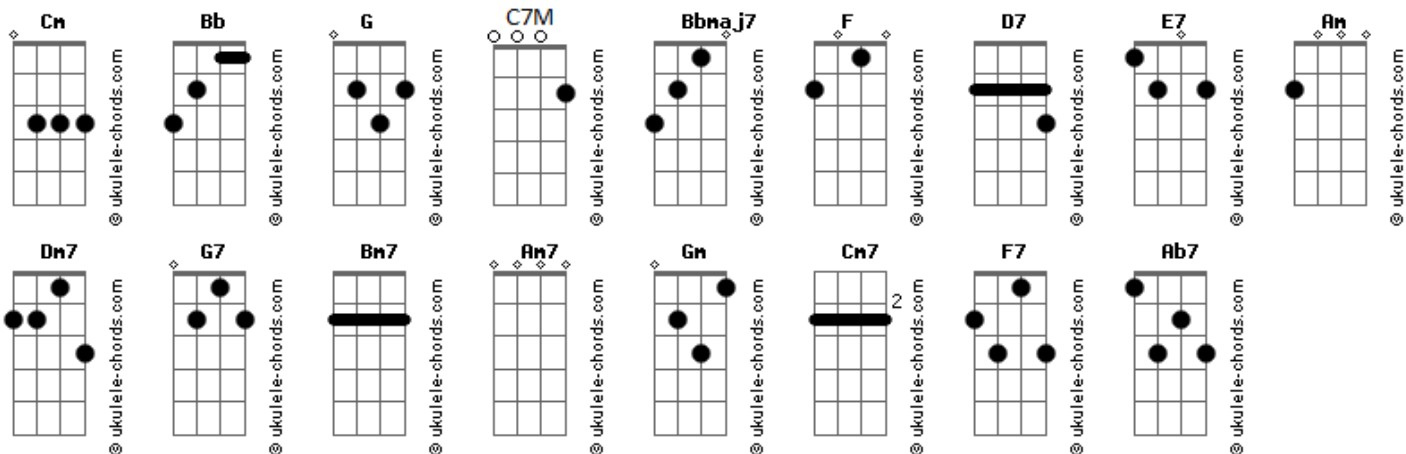 Cm Bb G C7M Bbmaj7 F D7 E7 Am
© ukulele-chords.com © ukulele-chords.com © ukulele-chords.com © ukulele-chords.com © ukulele-chords.com © ukulele-chords.com © ukulele-chords.com © ukulele-chords.com © ukulele-chords.com
Dm7 G7 Bm7 Am7 Gm Cm7 F7 Ab7
2
© ukulele-chords.com © ukulele-chords.com © ukulele-chords.com © ukulele-chords.com © ukulele-chords.com © ukulele-chords.com © ukulele-chords.com © ukulele-chords.com